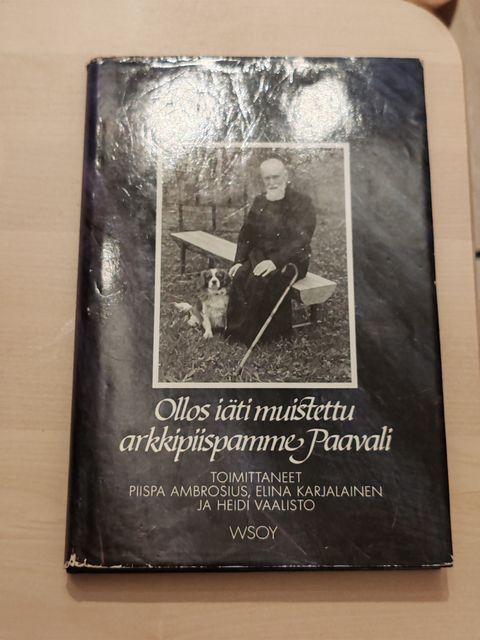 Ollos iäti muistettu
arkkipiispamme Paavali
TOIMITTANEET
PIISPA AMBROSIUS, ELINA KARJALAINEN
JA HEIDI VAALISTO
WSOY